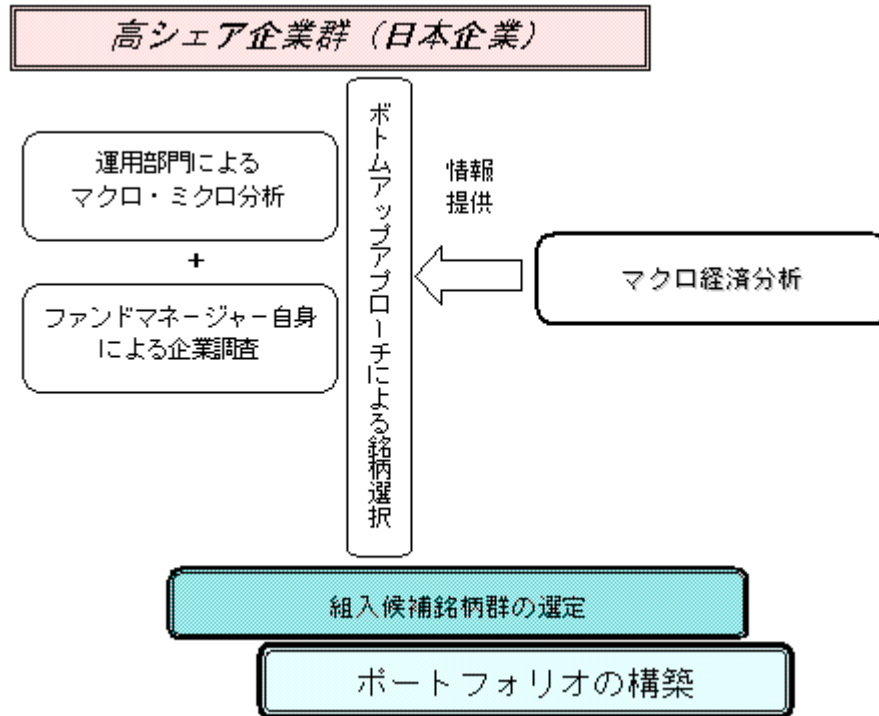 高シェア企業群（日本企業）
運用部門による
マクロ・ミクロ分析
+
ファンドマネージャー自身
による企業調査
ボトムアップアプローチによる銘柄選択
情報
提供
マクロ経済分析
組入候補銘柄群の選定
ポートフォリオの構築